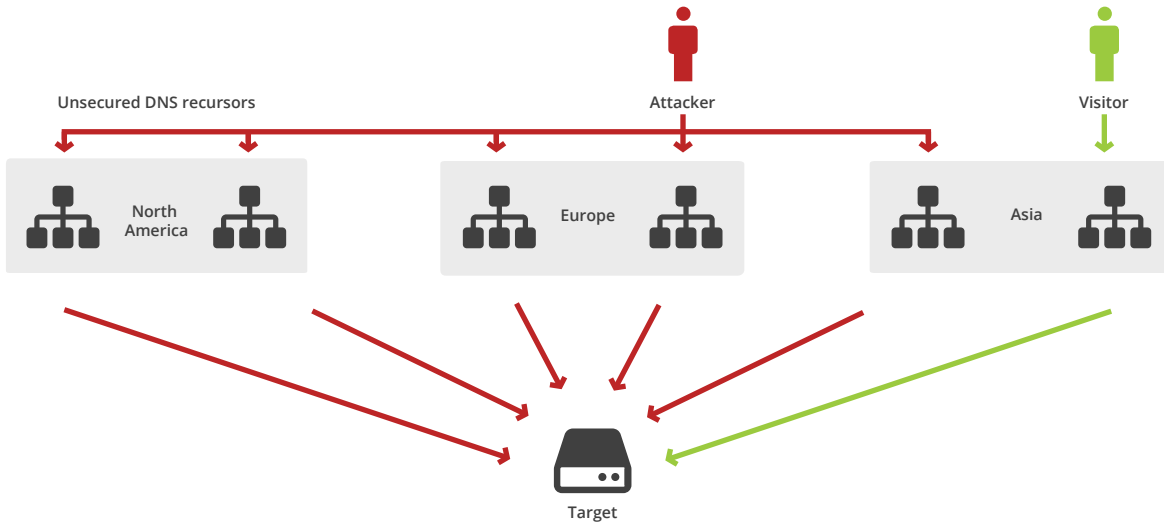 Unsecured DNS recursors
Attacker
Visitor
North
America
Europe
Asia
Target